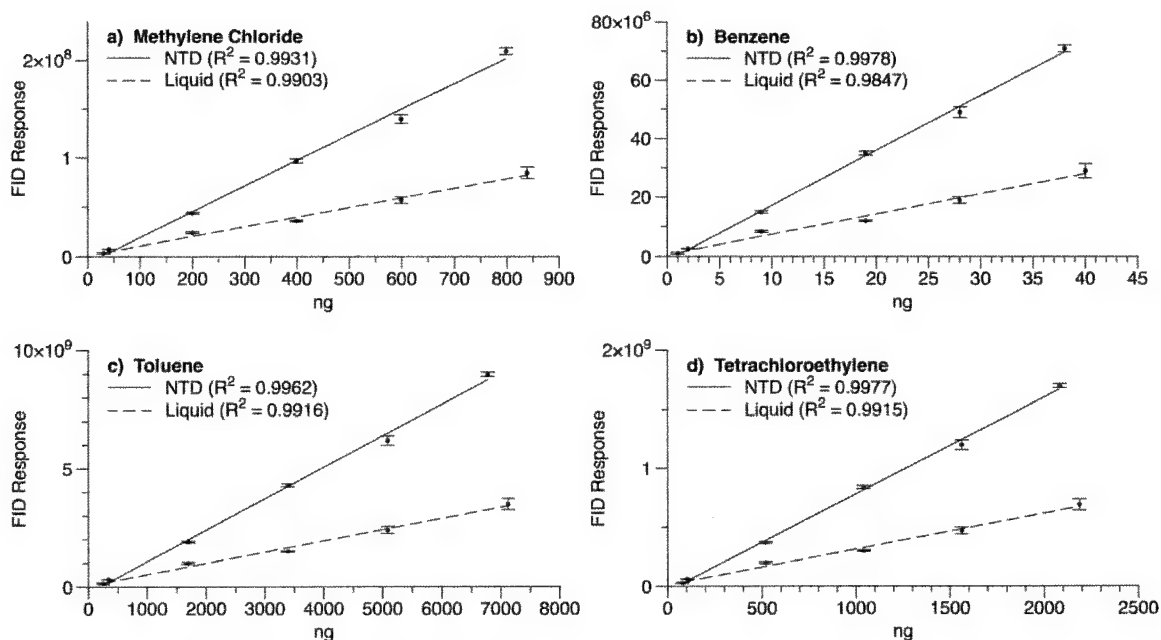 a) Methylene Chloride
NTD (R² = 0.9931)
Liquid (R² = 0.9903)
2×10⁸
1
0
FID Response
0 100 200 300 400 500 600 700 800 900
ng
b) Benzene
NTD (R² = 0.9978)
Liquid (R² = 0.9847)
80×10⁶
60
40
20
0
FID Response
0 5 10 15 20 25 30 35 40 45
ng
c) Toluene
NTD (R² = 0.9962)
Liquid (R² = 0.9916)
10×10⁹
5
0
FID Response
0 1000 2000 3000 4000 5000 6000 7000 8000
ng
d) Tetrachloroethylene
NTD (R² = 0.9977)
Liquid (R² = 0.9915)
2×10⁹
1
0
FID Response
0 500 1000 1500 2000 2500
ng